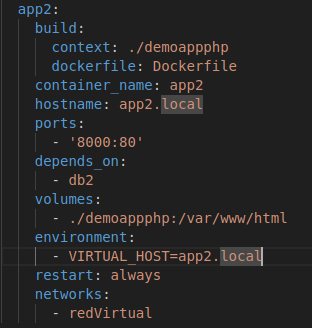 app2:
  build:
    context: ./demoappphp
    dockerfile: Dockerfile
  container_name: app2
  hostname: app2.local
  ports:
    - '8000:80'
  depends_on:
    - db2
  volumes:
    - ./demoappphp:/var/www/html
  environment:
    - VIRTUAL_HOST=app2.local
  restart: always
  networks:
    - redVirtual